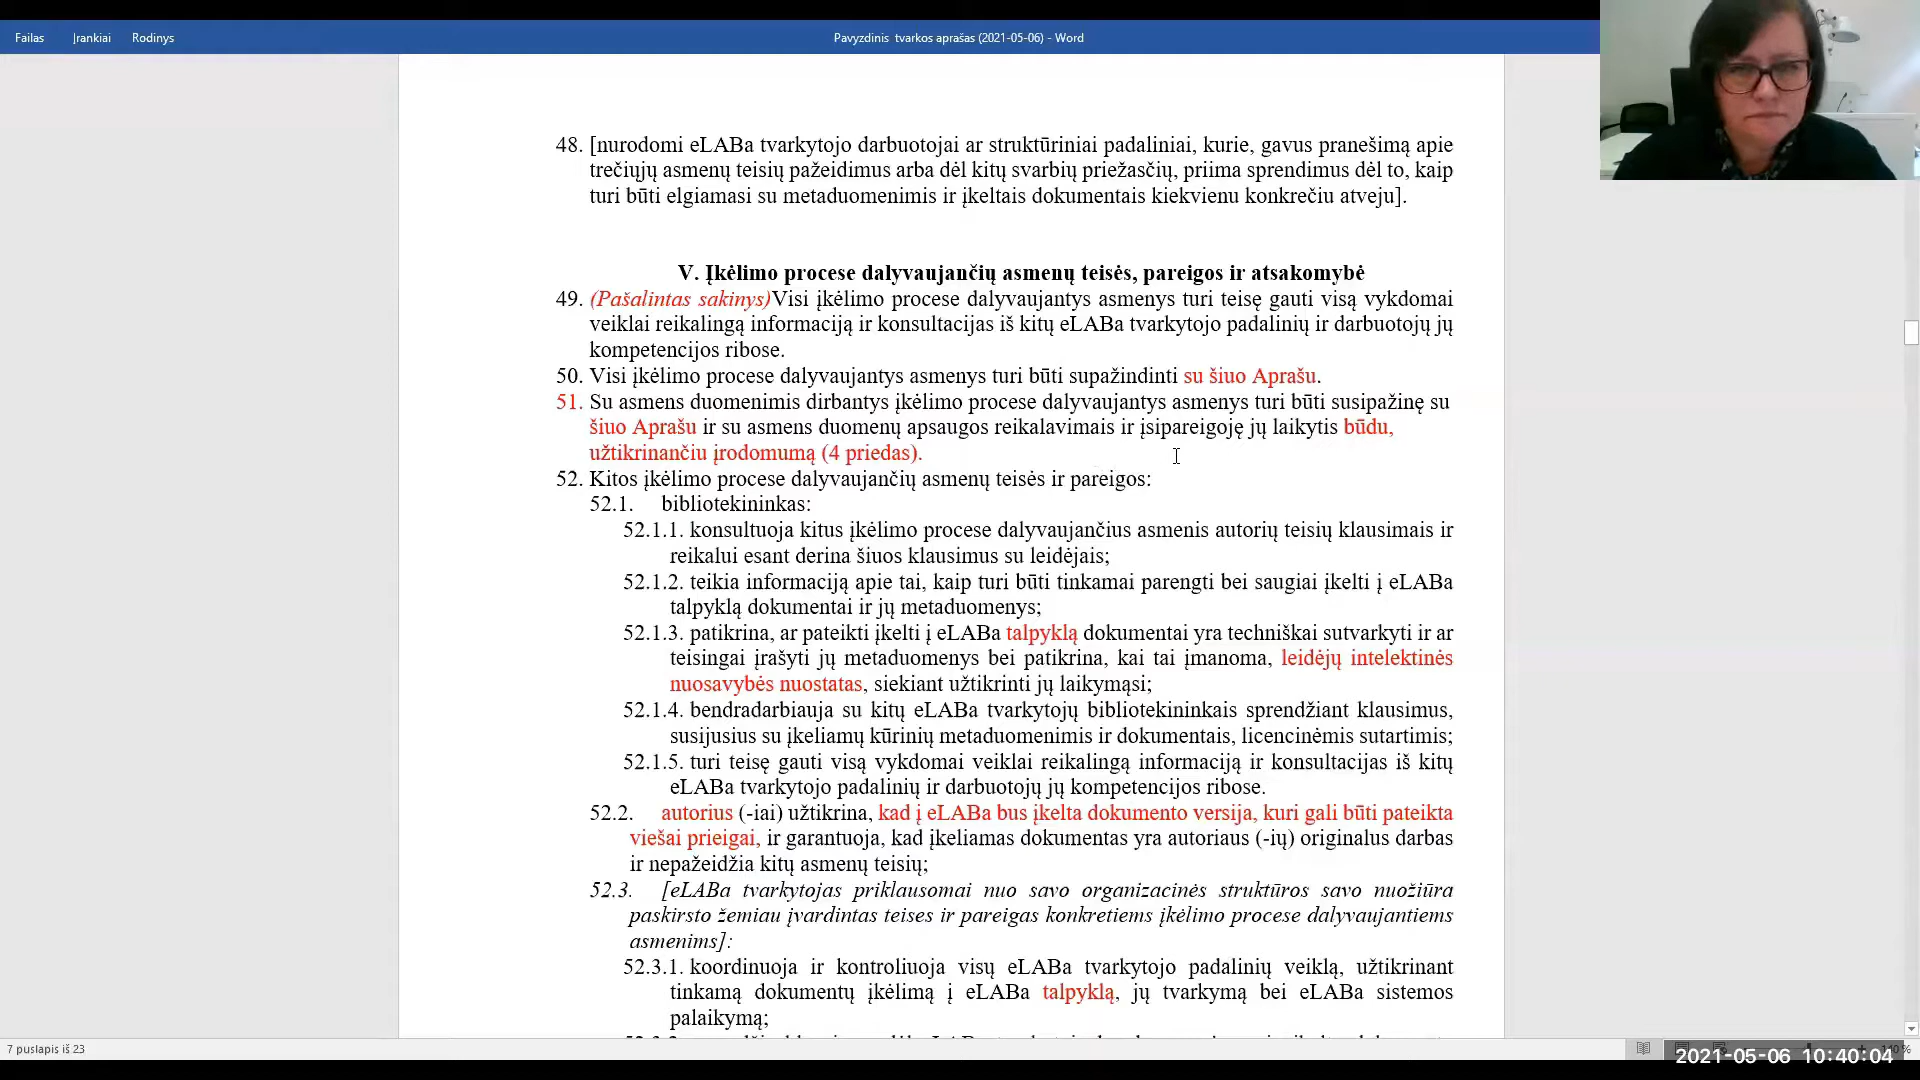 Failas Įrankiai Rodinys
Pavyzdinis tvarkos aprašas (2021-05-06) - Word
48. [nurodomi eLABa tvarkytojo darbuotojai ar struktūriniai padaliniai, kurie, gavus pranešimą apie
trečiųjų asmenų teisių pažeidimus arba dėl kitų svarbių priežasčių, priima sprendimus dėl to, kaip
turi būti elgiamasi su metaduomenimis ir įkeltais dokumentais kiekvienu konkrečiu atveju].
V. Įkėlimo procese dalyvaujančių asmenų teisės, pareigos ir atsakomybė
49. (Pašalintas sakinys)Visi įkėlimo procese dalyvaujantys asmenys turi teisę gauti visą vykdomai
veiklai reikalingą informaciją ir konsultacijas iš kitų eLABa tvarkytojo padalinių ir darbuotojų jų
kompetencijos ribose.
50. Visi įkėlimo procese dalyvaujantys asmenys turi būti supažindinti su šiuo Aprašu.
51. Su asmens duomenimis dirbantys įkėlimo procese dalyvaujantys asmenys turi būti susipažinę su
šiuo Aprašu ir su asmens duomenų apsaugos reikalavimais ir įsipareigoję jų laikytis būdu,
užtikrinančiu įrodomumą (4 priedas).
52. Kitos įkėlimo procese dalyvaujančių asmenų teisės ir pareigos:
52.1. bibliotekininkas:
52.1.1. konsultuoja kitus įkėlimo procese dalyvaujančius asmenis autorių teisių klausimais ir
reikalui esant derina šiuos klausimus su leidėjais;
52.1.2. teikia informaciją apie tai, kaip turi būti tinkamai parengti bei saugiai įkelti į eLABa
talpyklą dokumentai ir jų metaduomenys;
52.1.3. patikrina, ar pateikti įkelti į eLABa talpyklą dokumentai yra techniškai sutvarkyti ir ar
teisingai įrašyti jų metaduomenys bei patikrina, kai tai įmanoma, leidėjų intelektinės
nuosavybės nuostatas, siekiant užtikrinti jų laikymąsi;
52.1.4. bendradarbiauja su kitų eLABa tvarkytojų bibliotekininkais sprendžiant klausimus,
susijusius su įkeliamų kūrinių metaduomenimis ir dokumentais, licencinėmis sutartimis;
52.1.5. turi teisę gauti visą vykdomai veiklai reikalingą informaciją ir konsultacijas iš kitų
eLABa tvarkytojo padalinių ir darbuotojų jų kompetencijos ribose.
52.2. autorius (-iai) užtikrina, kad į eLABa bus įkelta dokumento versija, kuri gali būti pateikta
viešai prieigai, ir garantuoja, kad įkeliamas dokumentas yra autoriaus (-ių) originalus darbas
ir nepažeidžia kitų asmenų teisių;
52.3. [eLABa tvarkytojas priklausomai nuo savo organizacinės struktūros savo nuožiūra
paskirsto žemiau įvardintas teises ir pareigas konkretiems įkėlimo procese dalyvaujantiems
asmenims]:
52.3.1. koordinuoja ir kontroliuoja visų eLABa tvarkytojo padalinių veiklą, užtikrinant
tinkamą dokumentų įkėlimą į eLABa talpyklą, jų tvarkymą bei eLABa sistemos
palaikymą;
7 puslapis iš 23
2021-05-06 10:40:04